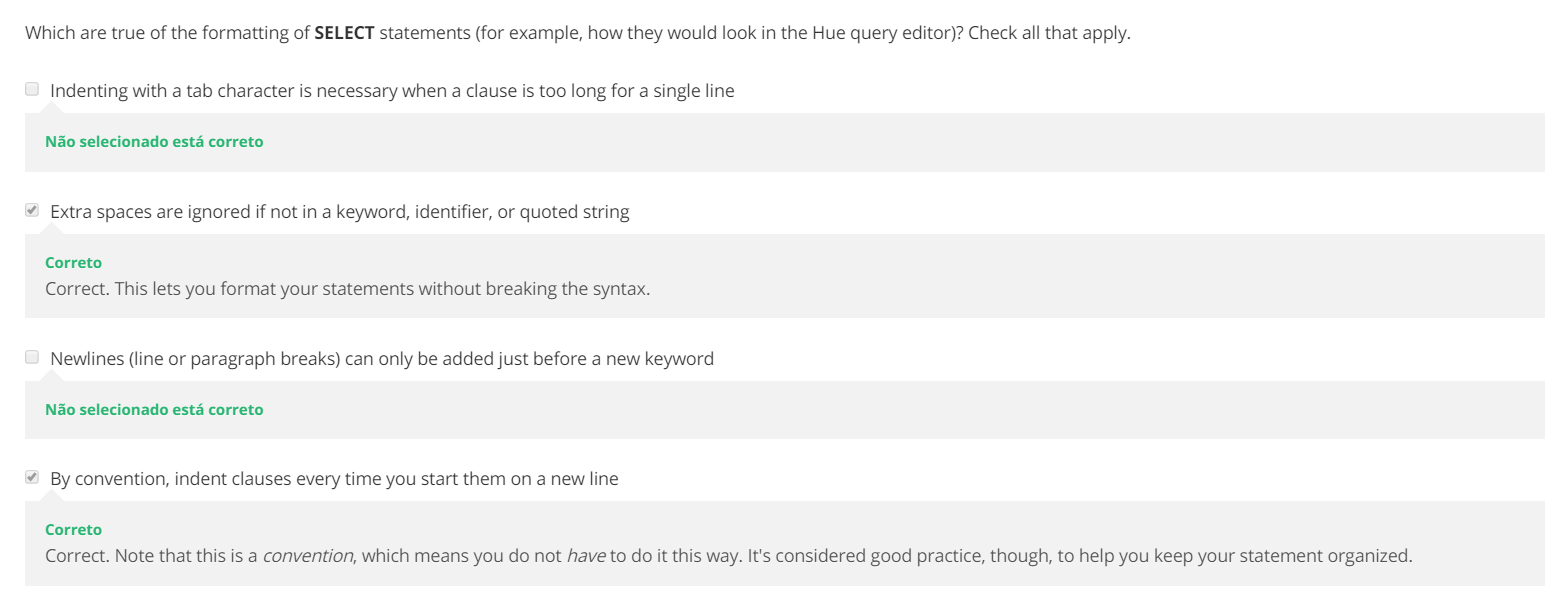 Which are true of the formatting of SELECT statements (for example, how they would look in the Hue query editor)? Check all that apply.
Indenting with a tab character is necessary when a clause is too long for a single line
Não selecionado está correto
Extra spaces are ignored if not in a keyword, identifier, or quoted string
Correto
Correct. This lets you format your statements without breaking the syntax.
Newlines (line or paragraph breaks) can only be added just before a new keyword
Não selecionado está correto
By convention, indent clauses every time you start them on a new line
Correto
Correct. Note that this is a convention, which means you do not have to do it this way. It's considered good practice, though, to help you keep your statement organized.